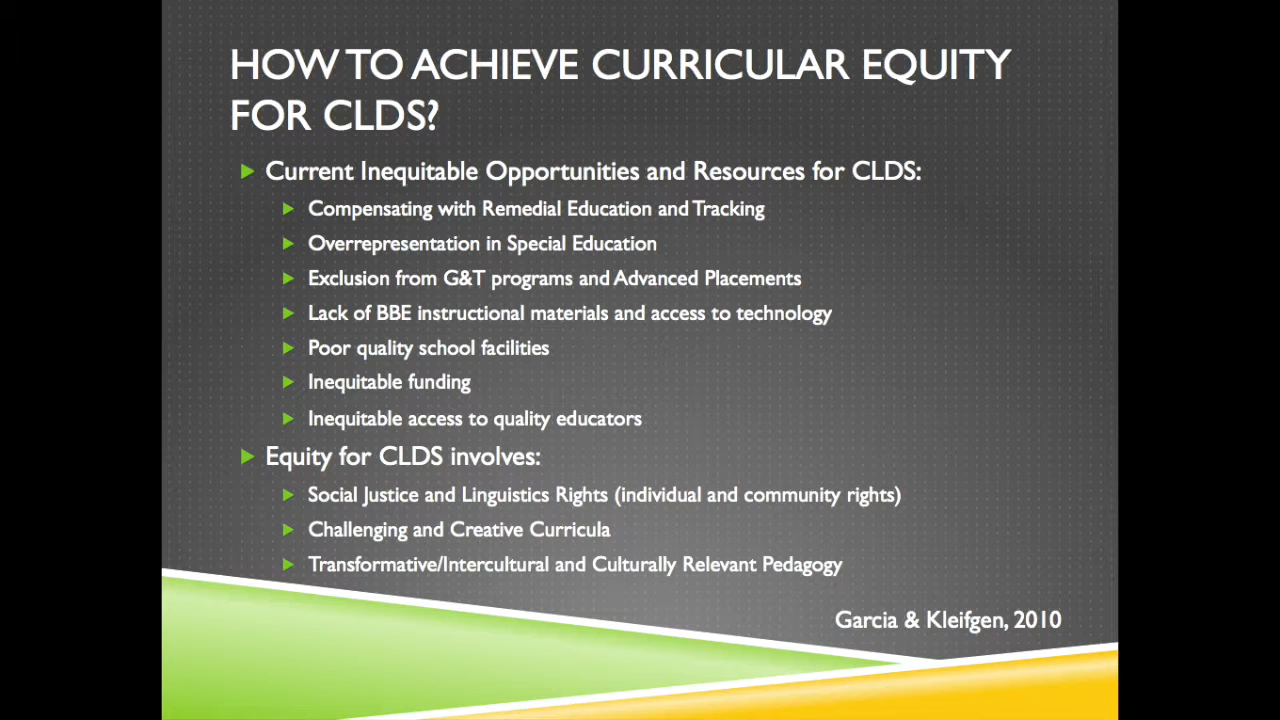 HOW TO ACHIEVE CURRICULAR EQUITY
FOR CLDS?
Current Inequitable Opportunities and Resources for CLDS:
Compensating with Remedial Education and Tracking
Overrepresentation in Special Education
Exclusion from G&T programs and Advanced Placements
Lack of BBE instructional materials and access to technology
Poor quality school facilities
Inequitable funding
Inequitable access to quality educators
Equity for CLDS involves:
Social Justice and Linguistics Rights (individual and community rights)
Challenging and Creative Curricula
Transformative/Intercultural and Culturally Relevant Pedagogy
Garcia & Kleifgen, 2010